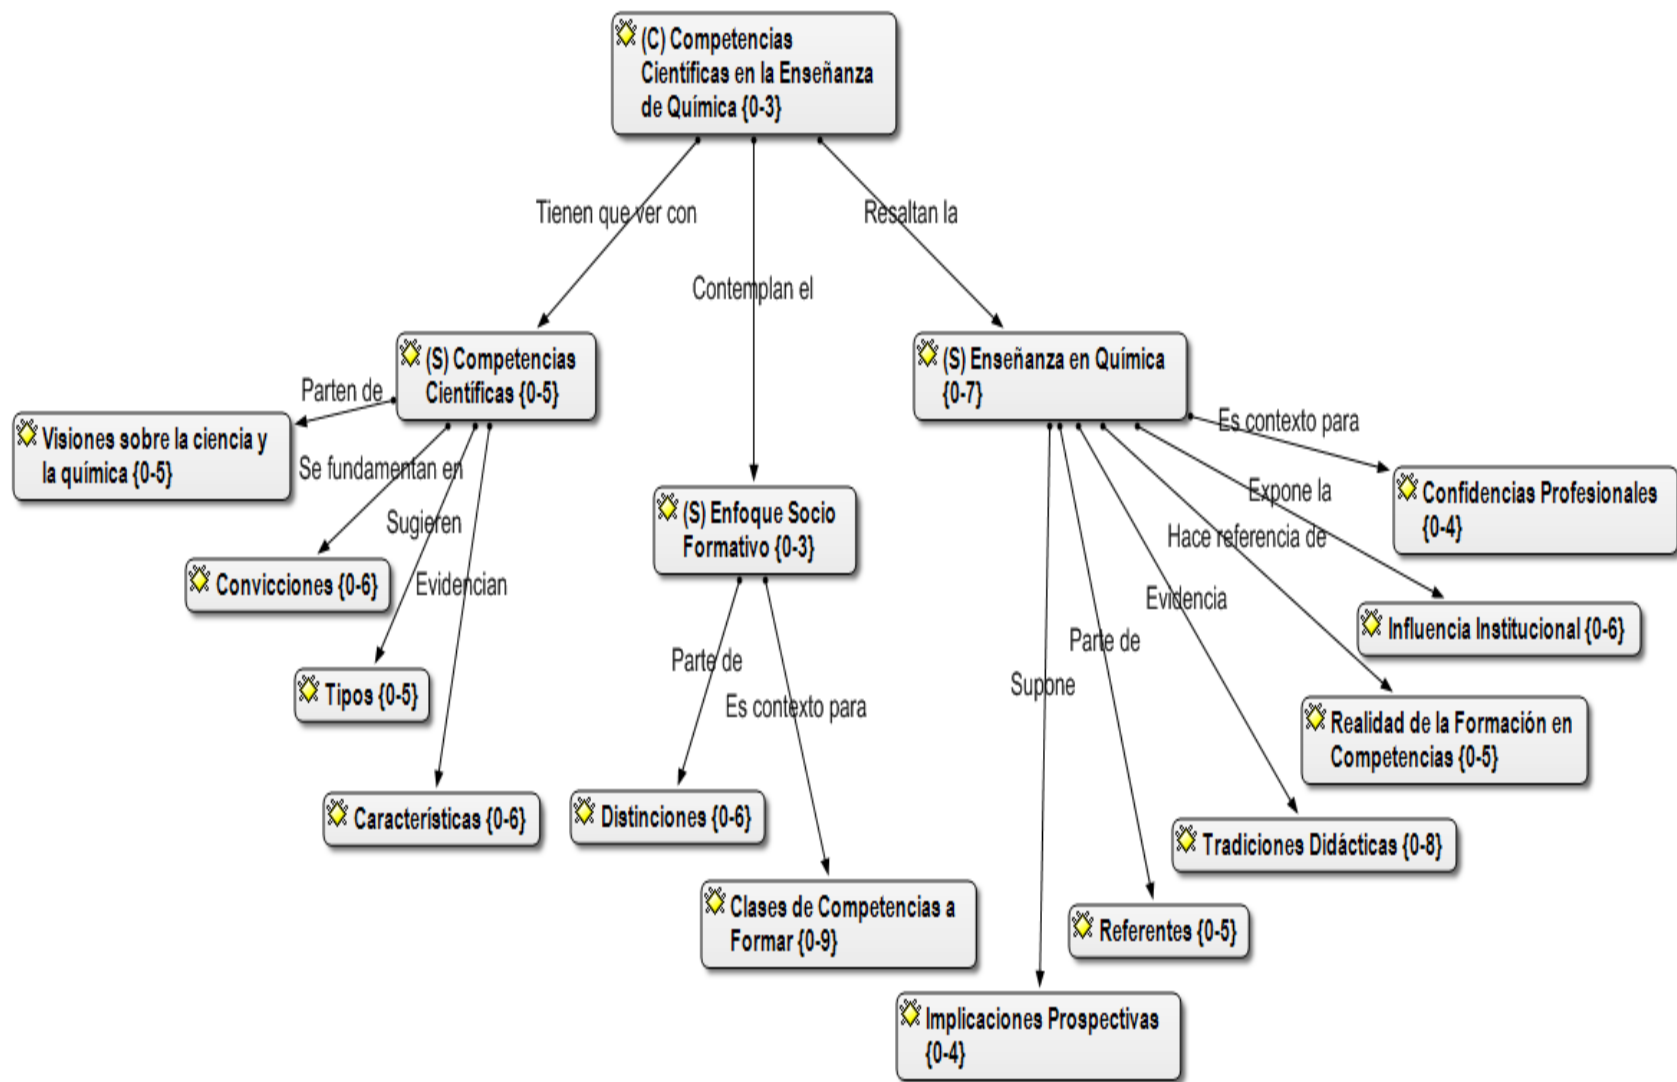 (C) Competencias
Científicas en la Enseñanza
de Química {0-3}
Tienen que ver con
Resaltan la
Contemplan el
(S) Competencias
Científicas {0-5}
(S) Enseñanza en Química
{0-7}
Parten de
Visiones sobre la ciencia y
la química {0-5}
Se fundamentan en
Sugieren
Evidencian
Convicciones {0-6}
Tipos {0-5}
Características {0-6}
(S) Enfoque Socio
Formativo {0-3}
Parte de
Es contexto para
Distinciones {0-6}
Clases de Competencias a
Formar {0-9}
Es contexto para
Confidencias Profesionales
{0-4}
Expone la
Hace referencia de
Influencia Institucional {0-6}
Evidencia
Parte de
Supone
Realidad de la Formación en
Competencias {0-5}
Tradiciones Didácticas {0-8}
Referentes {0-5}
Implicaciones Prospectivas
{0-4}